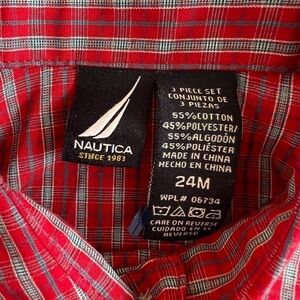 NAUTICA
SINCE 1983
3 PIECE SET
CONJUNTO DE
3 PIEZAS
55%COTTON
45%POLYESTER/
55%ALGODÓN
45%POLIÉSTER
MADE IN CHINA
HECHO EN CHINA
24M
WPL# 06734
CARE ON REVERSE
CUIDADO EN EL
REVERSO